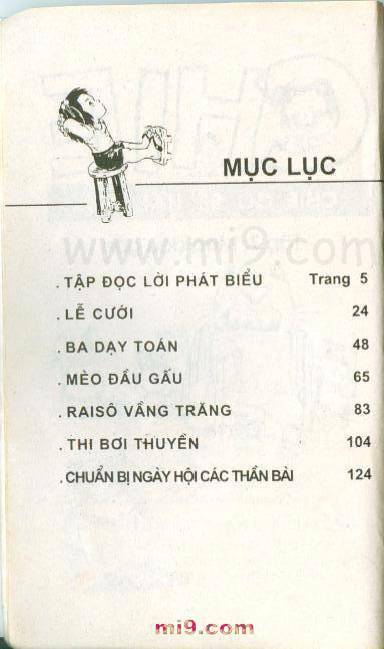 MỤC LỤC
www.mi9.com
. TẬP ĐỌC LỜI PHÁT BIỂU Trang 5
. LỄ CƯỚI 24
. BA DẠY TOÁN 48
. MÈO ĐẦU GẤU 65
. RAISÔ VẦNG TRĂNG 83
. THI BƠI THUYỀN 104
. CHUẨN BỊ NGÀY HỘI CÁC THẦN BÀI 124
mi9.com